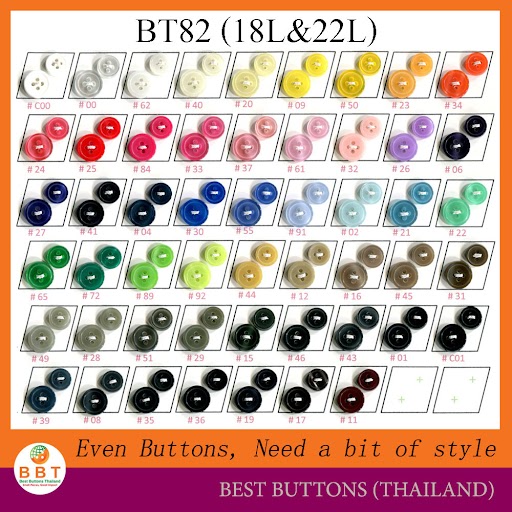 BT82 (18L&22L)
# C00 # 00 # 62 # 40 # 20 # 09 # 50 # 23 # 34
# 24 # 25 # 84 # 33 # 37 # 61 # 32 # 26 # 06
# 27 # 41 # 04 # 30 # 55 # 91 # 02 # 21 # 22
# 65 # 72 # 89 # 92 # 44 # 12 # 16 # 45 # 31
# 49 # 28 # 51 # 29 # 15 # 46 # 43 # 01 # C01
# 39 # 08 # 35 # 36 # 19 # 17 # 11
BBT
Best Buttons Thailand
Even Buttons, Need a bit of style
BEST BUTTONS (THAILAND)